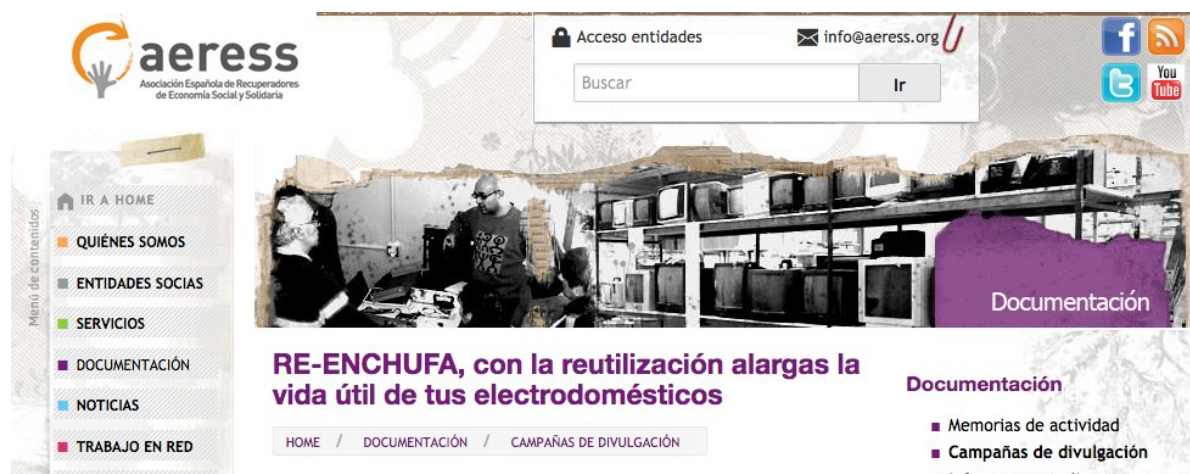 aeress
Asociación Española de Recuperadores
de Economía Social y Solidaria
Acceso entidades
info@aeress.org
Buscar
Ir
f
You
Tube
Menú de contenidos
IR A HOME
QUIÉNES SOMOS
ENTIDADES SOCIAS
SERVICIOS
DOCUMENTACIÓN
NOTICIAS
TRABAJO EN RED
Documentación
RE-ENCHUFA, con la reutilización alargas la
vida útil de tus electrodomésticos
HOME / DOCUMENTACIÓN / CAMPAÑAS DE DIVULGACIÓN
Documentación
Memorias de actividad
Campañas de divulgación